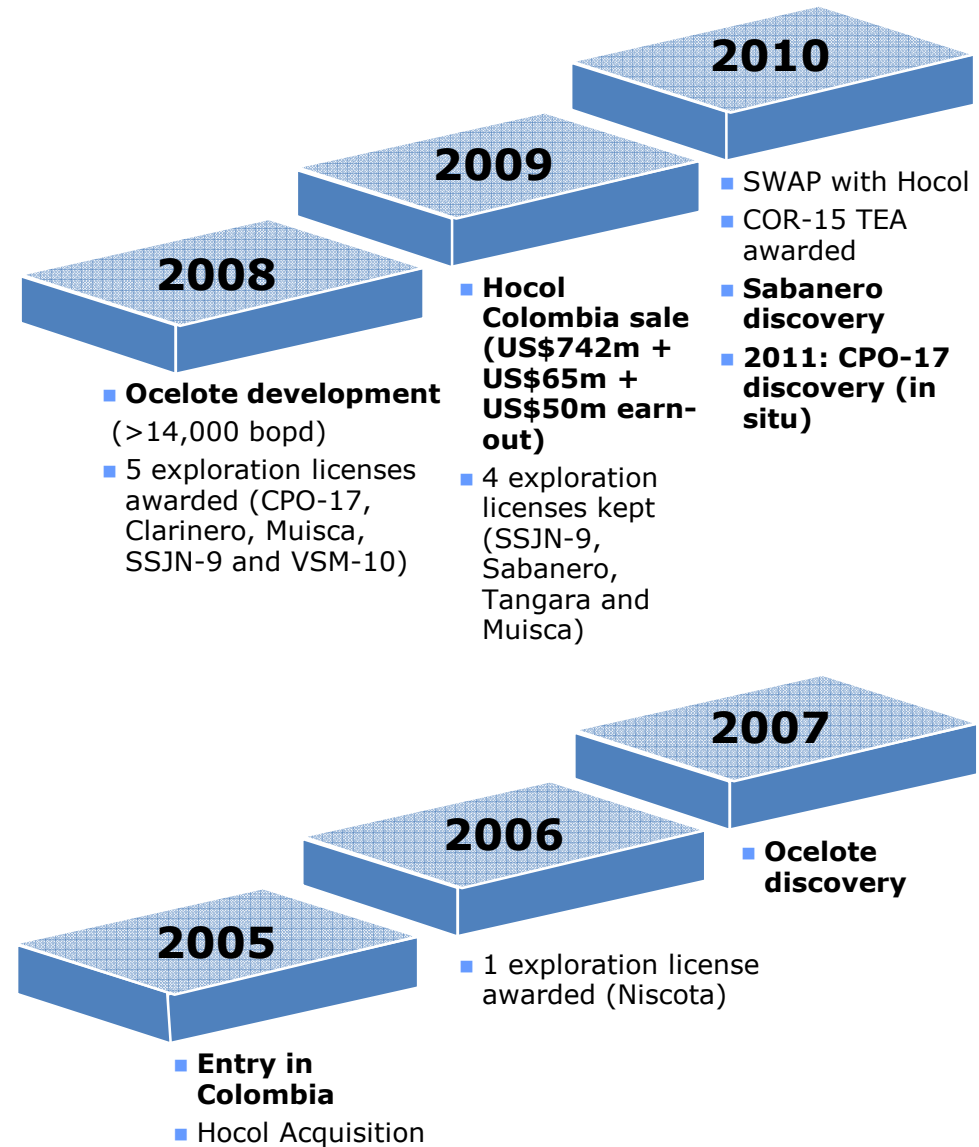 2010
SWAP with Hocol
COR-15 TEA
awarded
Sabanero
discovery
2011: CPO-17
discovery (in
situ)
2009
Hocol
Colombia sale
(US$742m +
US$65m +
US$50m earn-
out)
4 exploration
licenses kept
(SSJN-9,
Sabanero,
Tangara and
Muisca)
2008
Ocelote development
(>14,000 bopd)
5 exploration licenses
awarded (CPO-17,
Clarinero, Muisca,
SSJN-9 and VSM-10)
2007
Ocelote
discovery
2006
1 exploration license
awarded (Niscota)
2005
Entry in
Colombia
Hocol Acquisition